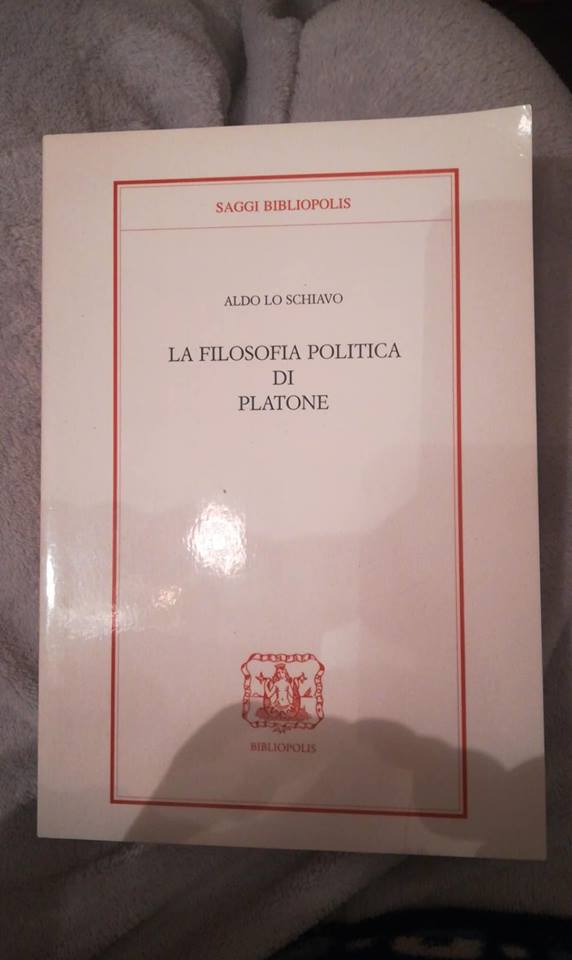 SAGGI BIBLIOPOLIS
ALDO LO SCHIAVO
LA FILOSOFIA POLITICA
DI
PLATONE
BIBLIOPOLIS